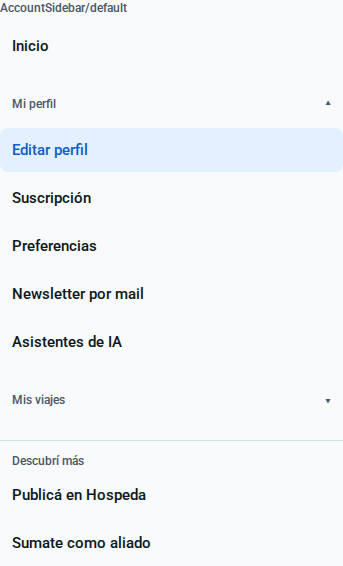 AccountSidebar/default
Inicio
Mi perfil ▲
Editar perfil
Suscripción
Preferencias
Newsletter por mail
Asistentes de IA
Mis viajes ▼
Descubrí más
Publicá en Hospeda
Sumate como aliado